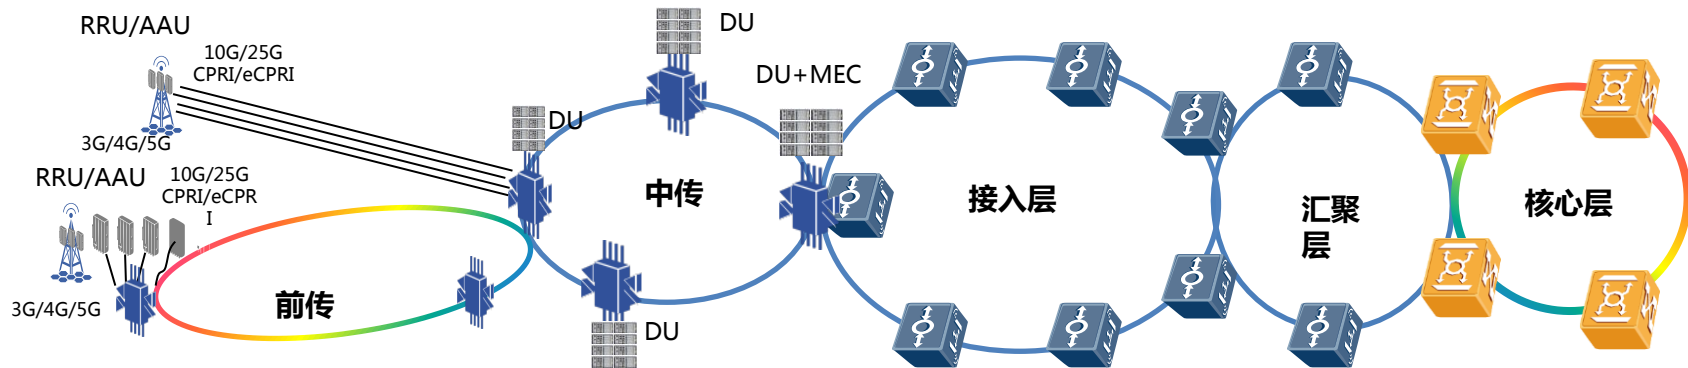 RRU/AAU
10G/25G
CPRI/eCPRI
3G/4G/5G
RRU/AAU
10G/25G
CPRI/eCPR
I
3G/4G/5G
前传
DU
DU
中传
DU
DU+MEC
接入层
汇聚
层
核心层